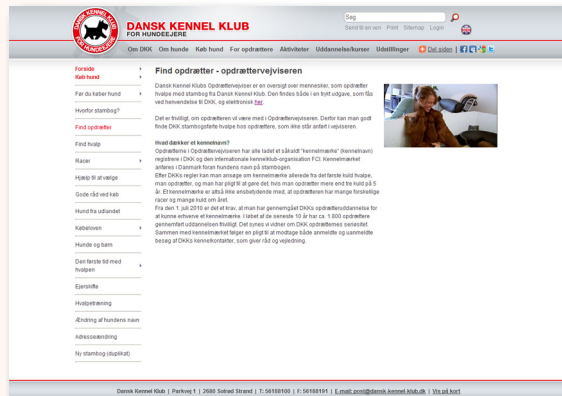 DANSK KENNEL KLUB
FOR HUNDEEJERE
DANSK KENNEL KLUB
FOR HUNDEEJERE
Søg
Send til en ven Print Sitemap Login
Om DKK Om hunde Køb hund For opdrættere Aktiviteter Uddannelse/kurser Udstillinger Del siden
Forside
Køb hund
Før du køber hund
Hvorfor stambog?
Find opdrætter
Find hvalp
Racer
Hjælp til at vælge
Gode råd ved køb
Hund fra udlandet
Købeloven
Hunde og børn
Den første tid med
hvalpen
Ejerskifte
Hvalpetræning
Ændring af hundens navn
Adresseændring
Ny stambog (duplikat)
Find opdrætter - opdrættervejviseren
Dansk Kennel Klubs Opdrættervejviser er en oversigt over mennesker, som opdrætter
hvalpe med stambog fra Dansk Kennel Klub. Den findes både i en trykt udgave, som fås
ved henvendelse til DKK, og elektronisk her.
Det er frivilligt, om opdrætteren vil være med i Opdrættervejviseren. Derfor kan man godt
finde DKK stambogsførte hvalpe hos opdrættere, som ikke står anført i vejviseren.
Hvad dækker et kennelnavn?
Opdrætterne i Opdrættervejviseren har alle ladet et såkaldt "kennelmærke" (kennelnavn)
registrere i DKK og den internationale kennelklub-organisation FCI. Kennelmærket
anføres i Danmark foran hundens navn på stambogen.
Efter DKKs regler kan man ansøge om kennelmærke allerede fra det første kuld hvalpe,
man opdrætter, og man har pligt til at gøre det, hvis man opdrætter mere end tre kuld på 5
år. Et kennelmærke er altså ikke ensbetydende med, at opdrætteren har mange forskellige
racer og mange kuld om året.
Fra den 1. juli 2010 er det et krav, at man har gennemgået DKKs opdrætteruddannelse for
at kunne erhverve et kennelmærke. I løbet af de seneste 10 år har ca. 1.800 opdrættere
gennemført uddannelsen frivilligt. Det synes vi vidner om DKK opdrætternes seriøsitet.
Sammen med kennelmærket følger en pligt til at modtage både anmeldte og uanmeldte
besøg af DKKs kennelkontakter, som giver råd og vejledning.
Dansk Kennel Klub | Parkvej 1 | 2680 Solrød Strand | T: 56188100 | F: 56188191 | E-mail: post@dansk-kennel-klub.dk | Vis på kort